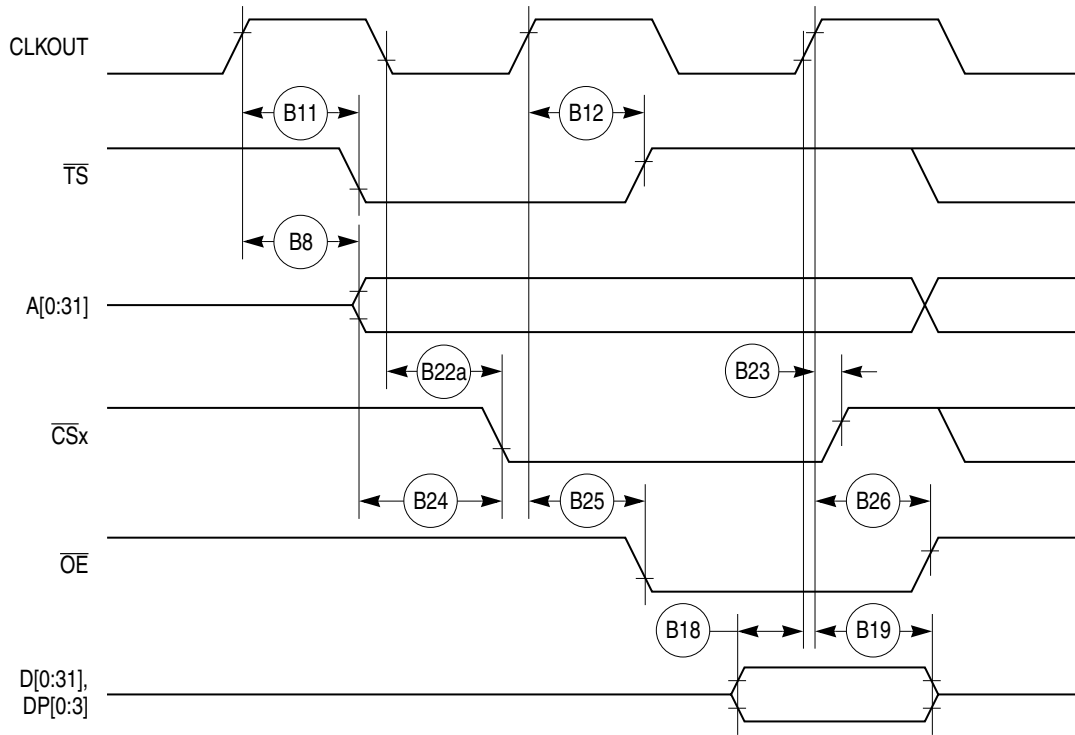 CLKOUT
B11
B12
TS
B8
A[0:31]
B22a
B23
CSx
B24
B25
B26
OE
B18
B19
D[0:31],
DP[0:3]